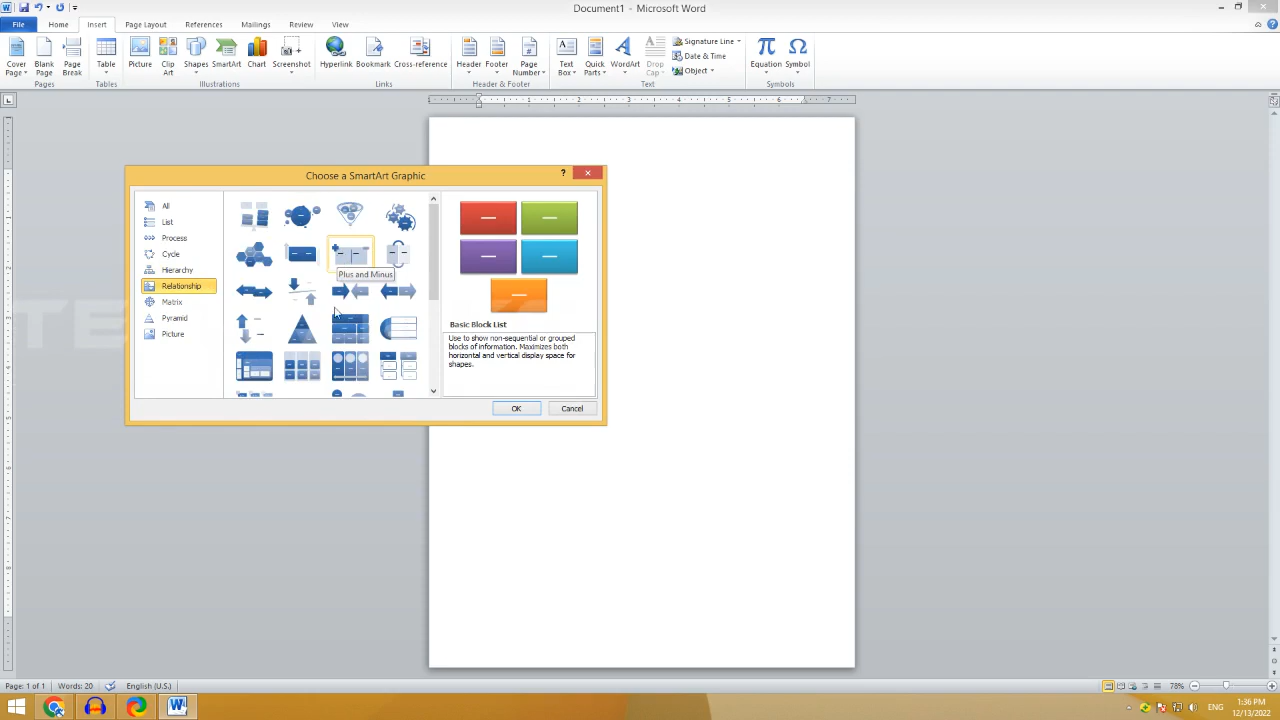 Document1 - Microsoft Word
File Home Insert Page Layout References Mailings Review View
Cover Page
Blank Page
Page Break
Table
Picture
Clip Art
Shapes
SmartArt
Chart
Screenshot
Hyperlink
Bookmark
Cross-reference
Header
Footer
Page Number
Text Box
Quick Parts
WordArt
Drop Cap
Signature Line
Date & Time
Object
Equation
Symbol
Pages Tables Illustrations Links Header & Footer Text Symbols
Choose a SmartArt Graphic
All
List
Process
Cycle
Hierarchy
Relationship
Matrix
Pyramid
Picture
Plus and Minus
Basic Block List
Use to show non-sequential or grouped
blocks of information. Maximizes both
horizontal and vertical display space for
shapes.
OK Cancel
Page: 1 of 1 Words: 20 English (U.S.) 78%
ENG 1:36 PM
12/13/2022